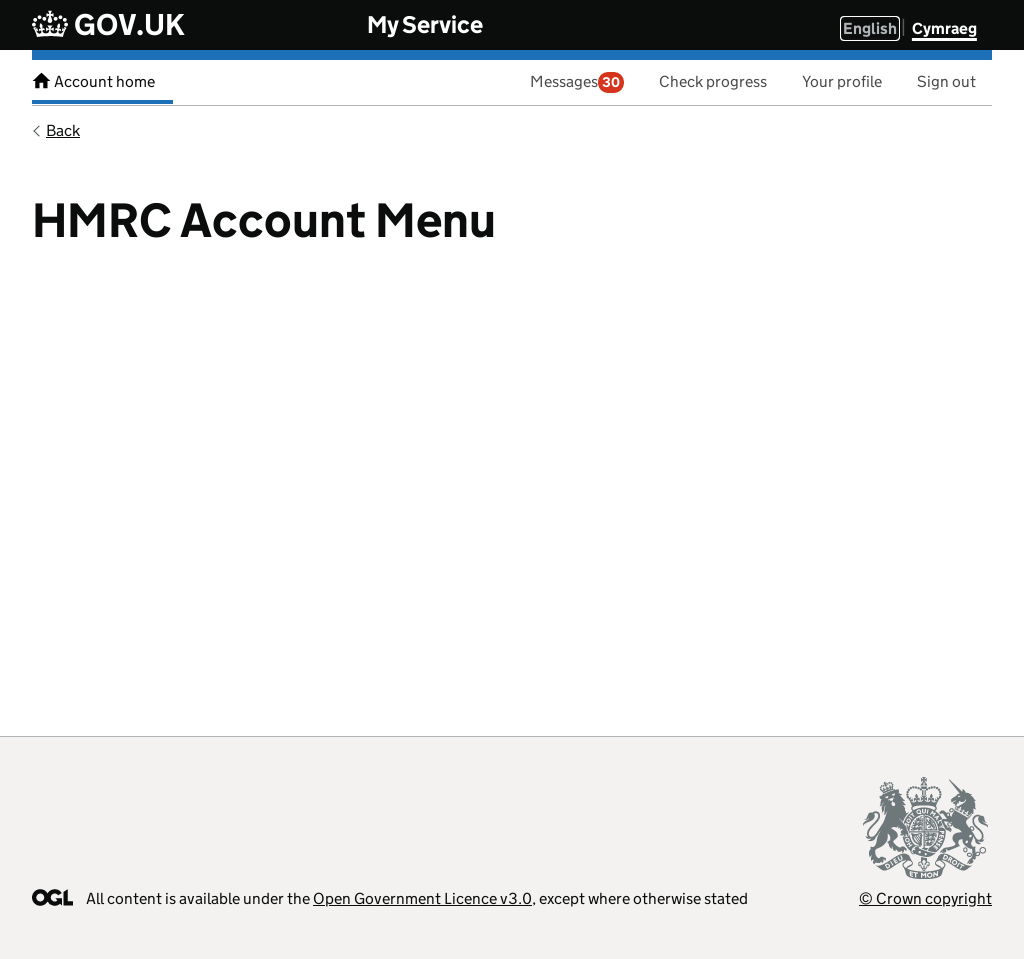 GOV.UK
My Service
English
Cymraeg
Account home
Messages 30
Check progress
Your profile
Sign out
Back
HMRC Account Menu
DIEU ET MON DROIT
OGL
All content is available under the Open Government Licence v3.0, except where otherwise stated
© Crown copyright